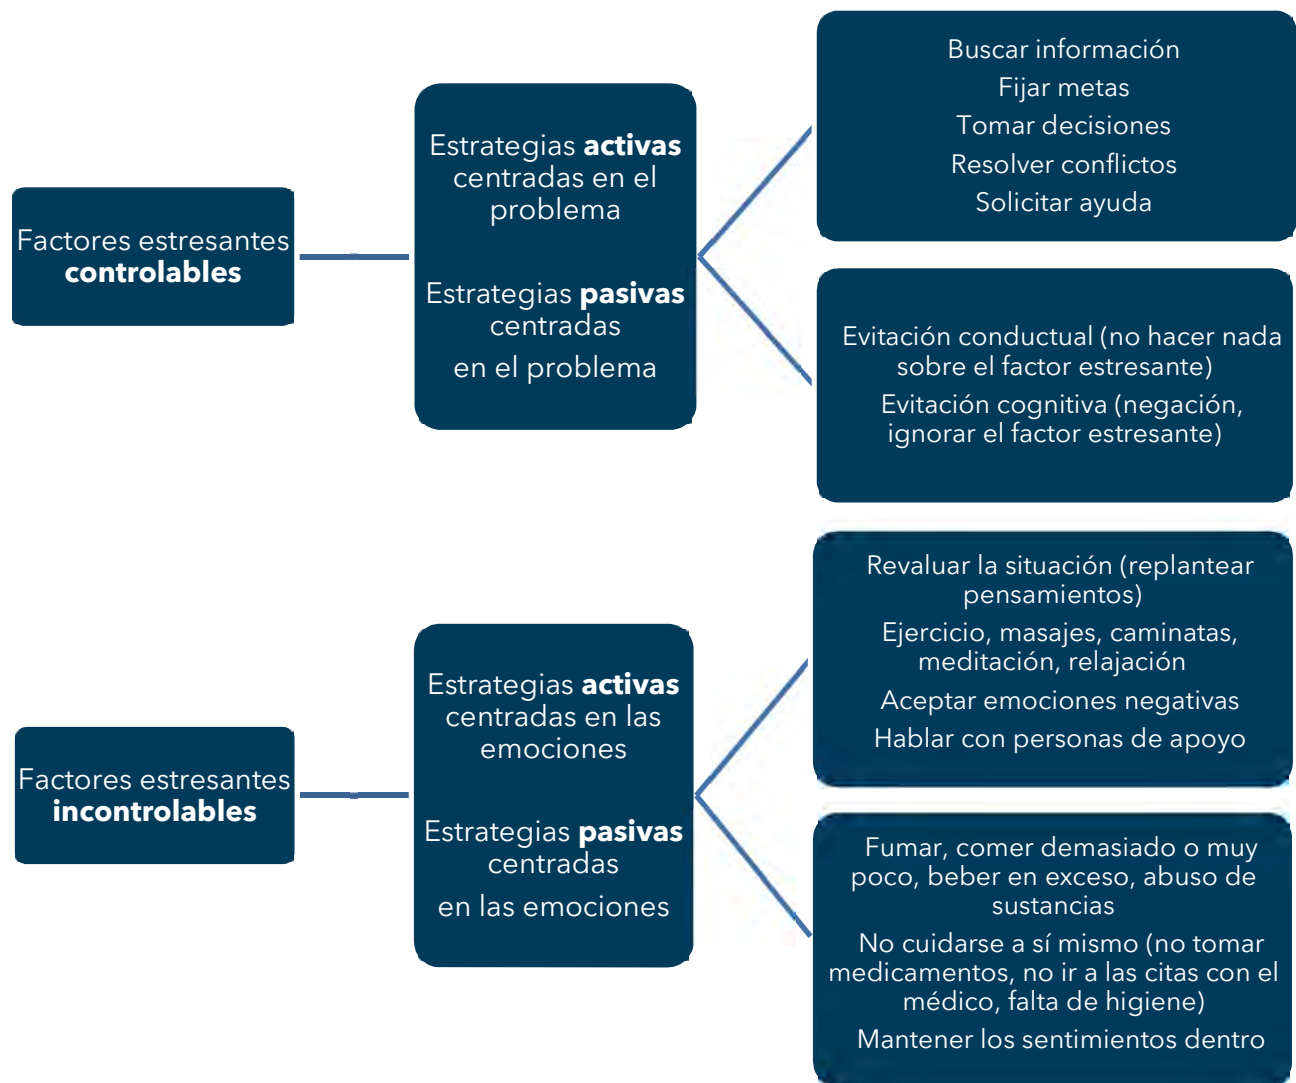 Factores estresantes
controlables
Estrategias activas
centradas en el
problema
Estrategias pasivas
centradas
en el problema
Buscar información
Fijar metas
Tomar decisiones
Resolver conflictos
Solicitar ayuda
Evitación conductual (no hacer nada
sobre el factor estresante)
Evitación cognitiva (negación,
ignorar el factor estresante)
Factores estresantes
incontrolables
Estrategias activas
centradas en las
emociones
Estrategias pasivas
centradas
en las emociones
Revaluar la situación (replantear
pensamientos)
Ejercicio, masajes, caminatas,
meditación, relajación
Aceptar emociones negativas
Hablar con personas de apoyo
Fumar, comer demasiado o muy
poco, beber en exceso, abuso de
sustancias
No cuidarse a sí mismo (no tomar
medicamentos, no ir a las citas con el
médico, falta de higiene)
Mantener los sentimientos dentro